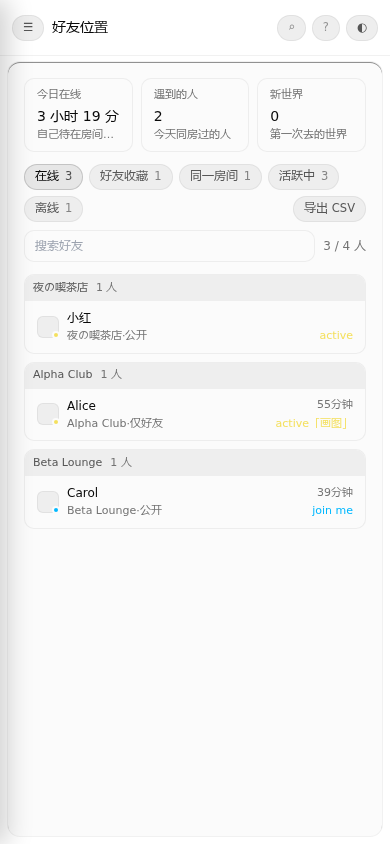 ☰ 好友位置 ⌕ ? ◐
今日在线
3 小时 19 分
自己待在房间…
遇到的人
2
今天同房过的人
新世界
0
第一次去的世界
在线 3 好友收藏 1 同一房间 1 活跃中 3
离线 1 导出 CSV
搜索好友 3 / 4 人
夜の喫茶店 1 人
小红
夜の喫茶店·公开 active
Alpha Club 1 人
Alice 55分钟
Alpha Club·仅好友 active「画图」
Beta Lounge 1 人
Carol 39分钟
Beta Lounge·公开 join me